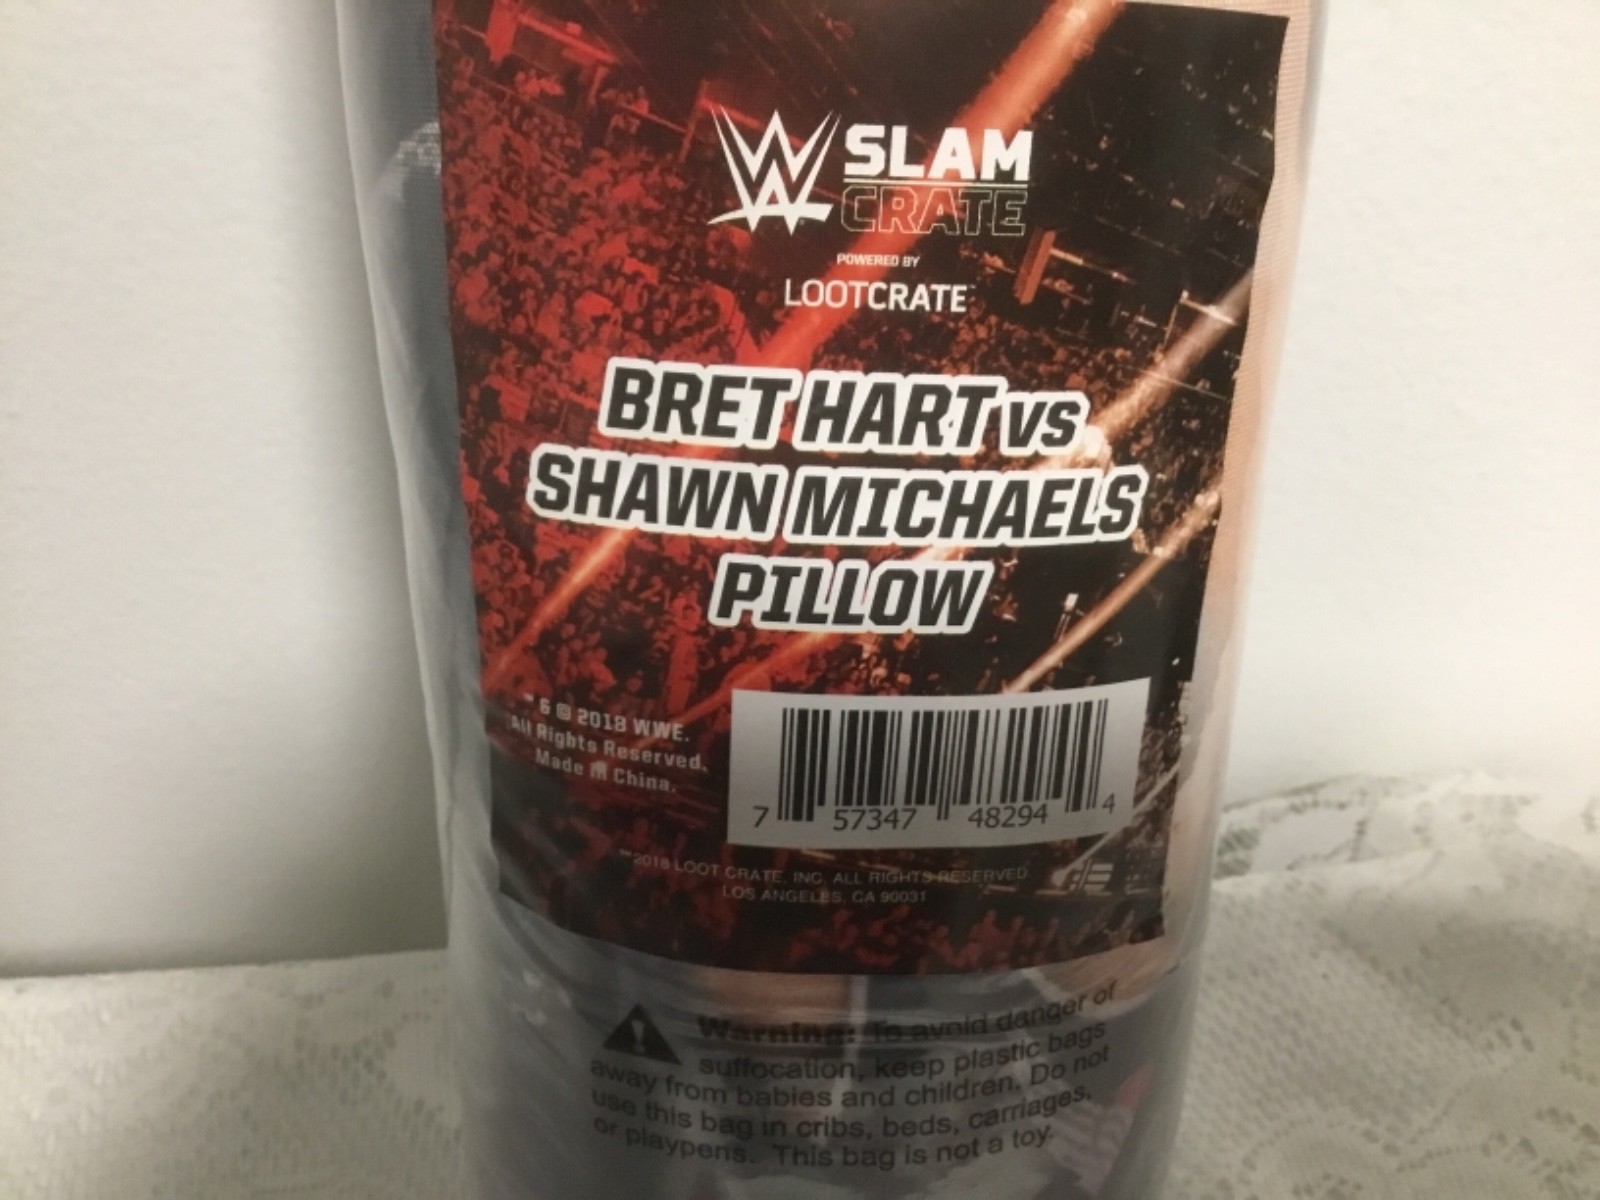 W SLAM
CRATE
POWERED BY
LOOTCRATE
BRET HART VS
SHAWN MICHAELS
PILLOW
™ & © 2018 WWE.
All Rights Reserved.
Made in China.
7 57347 48294 4
™2018 LOOT CRATE, INC. ALL RIGHTS RESERVED
LOS ANGELES, CA 90031
Warning: To avoid danger of
suffocation, keep plastic bags
away from babies and children. Do not
use this bag in cribs, beds, carriages,
or playpens. This bag is not a toy.